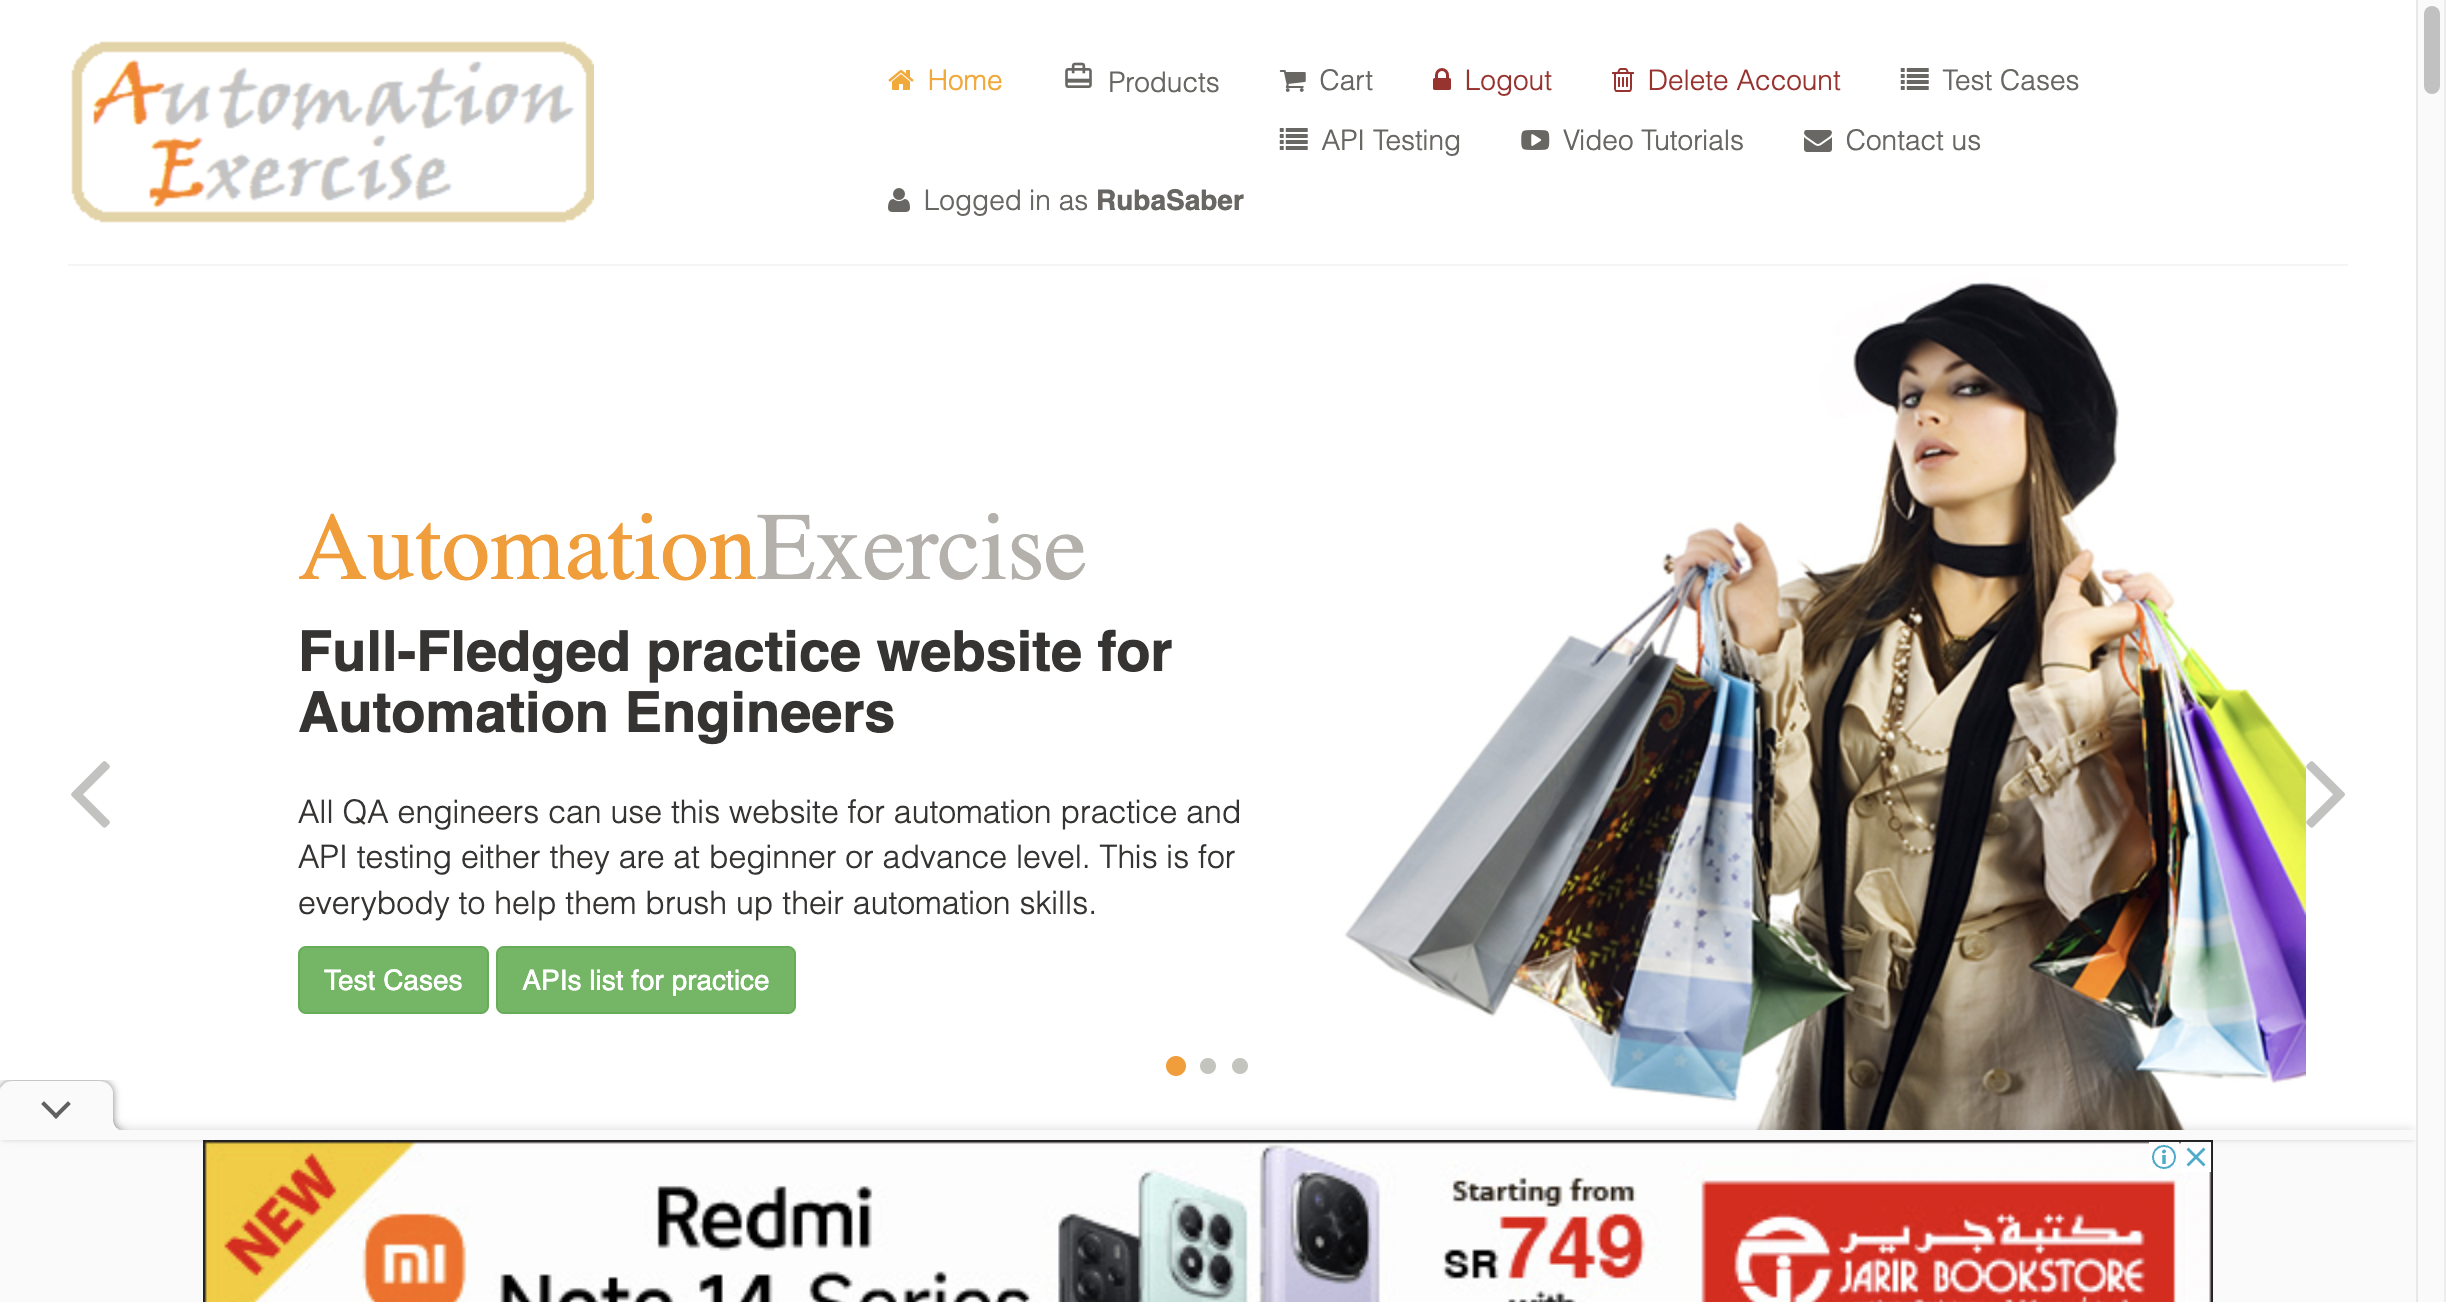 Automation
Exercise
Home Products Cart Logout Delete Account Test Cases
API Testing Video Tutorials Contact us
Logged in as RubaSaber
AutomationExercise
Full-Fledged practice website for
Automation Engineers
All QA engineers can use this website for automation practice and
API testing either they are at beginner or advance level. This is for
everybody to help them brush up their automation skills.
Test Cases APIs list for practice
NEW
mi
Redmi
Note 14 Series
Starting from
SR 749
with
مكتبة جرير
JARIR BOOKSTORE